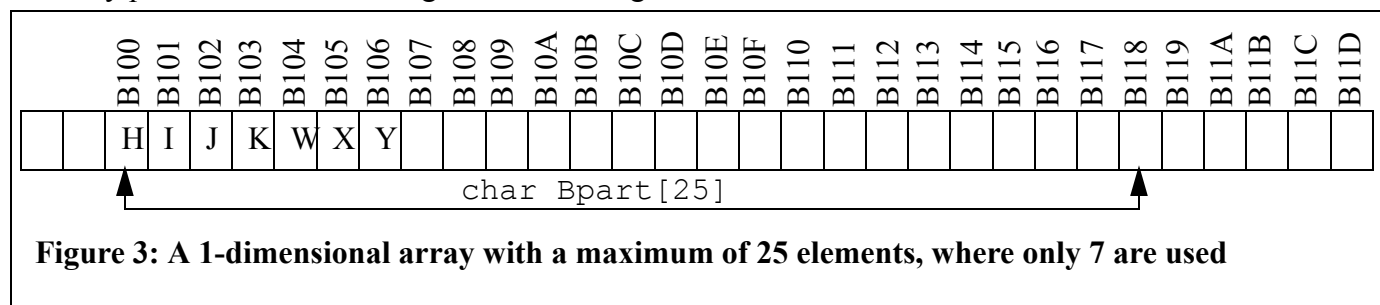 B100 B101 B102 B103 B104 B105 B106 B107 B108 B109 B10A B10B B10C B10D B10E B10F B110 B111 B112 B113 B114 B115 B116 B117 B118 B119 B11A B11B B11C B11D
H I J K W X Y
char Bpart[25]
Figure 3: A 1-dimensional array with a maximum of 25 elements, where only 7 are used